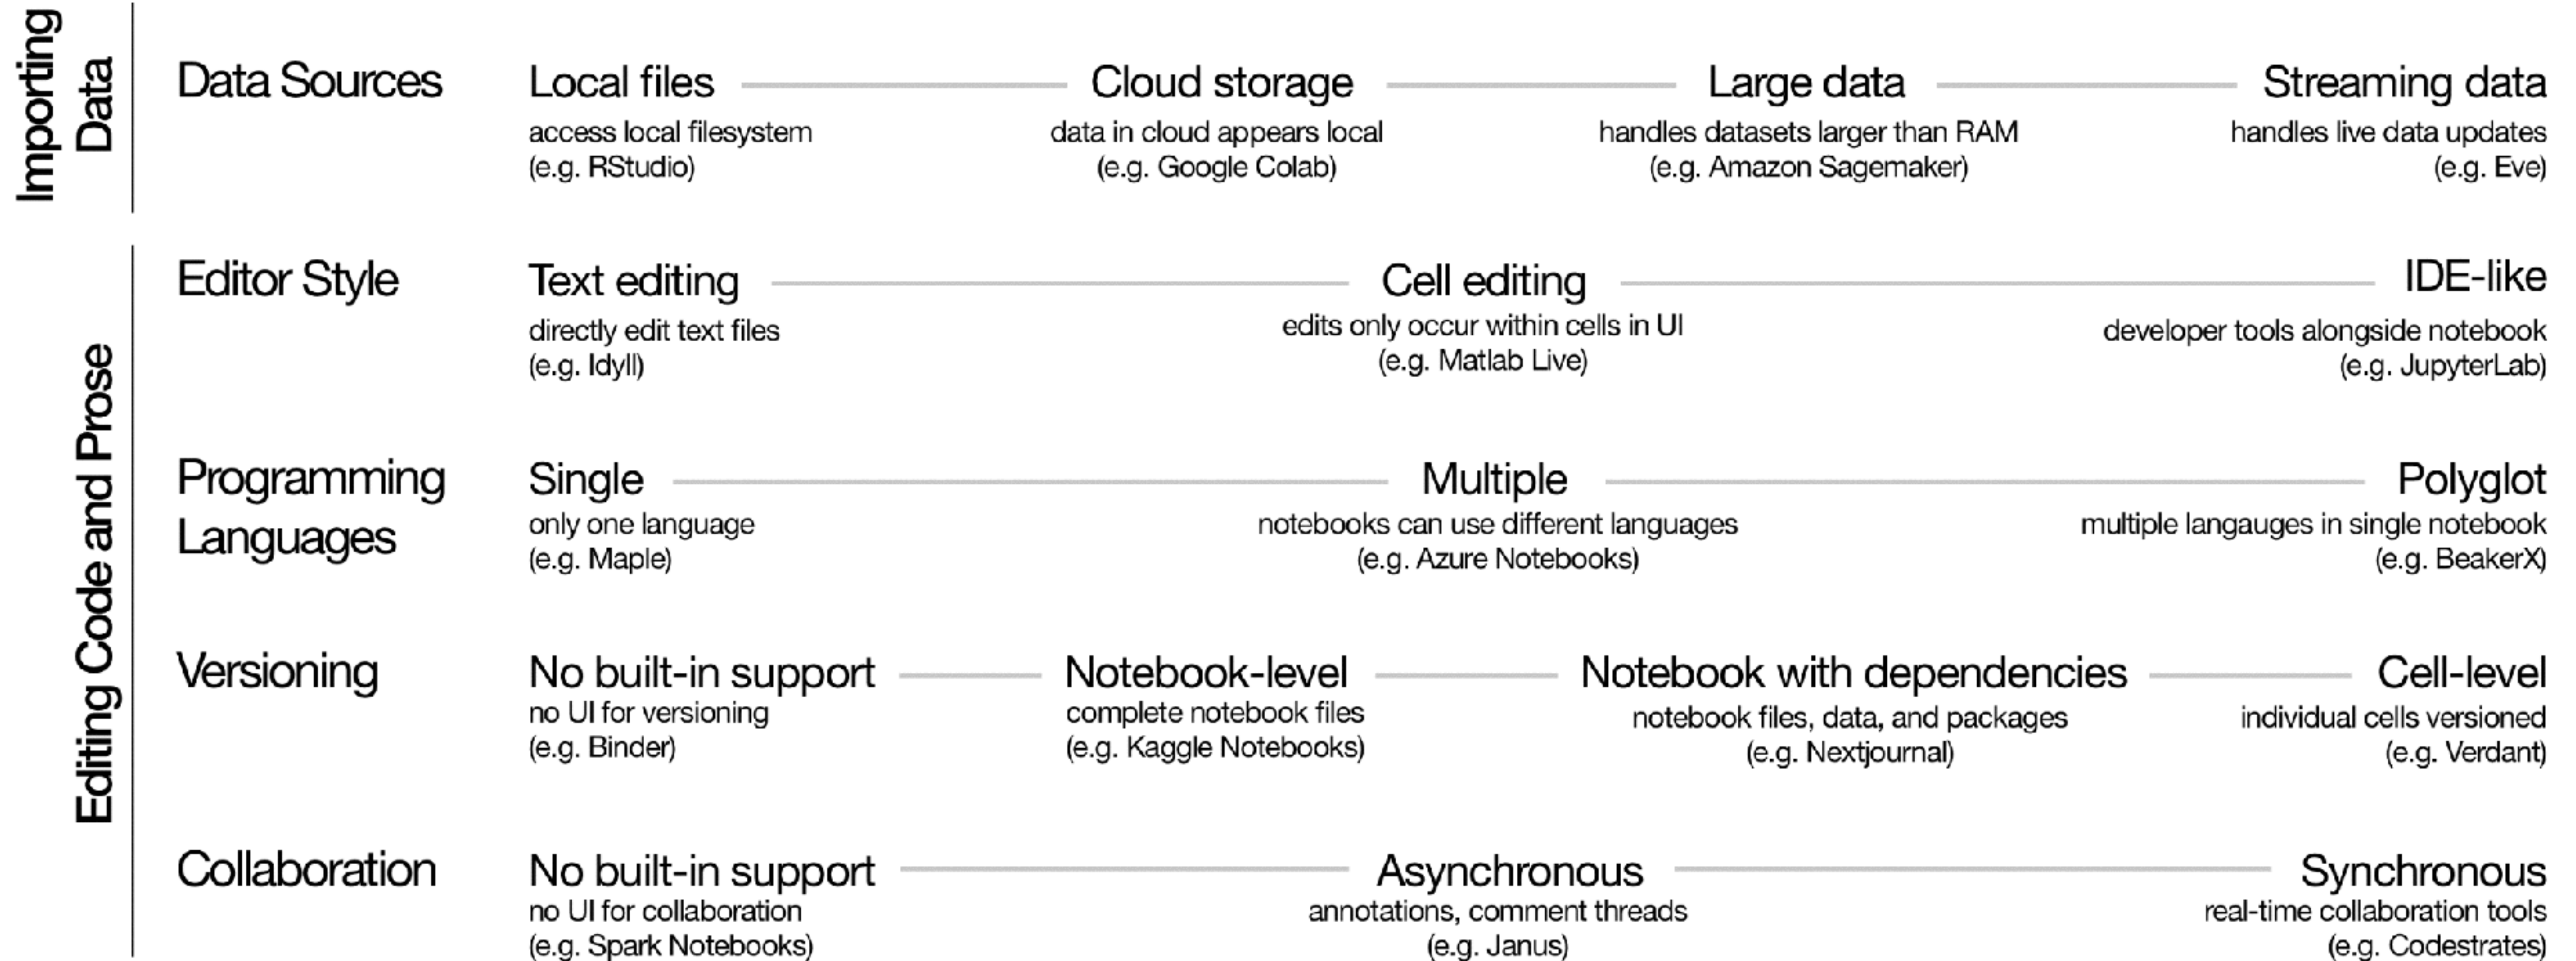 Importing
Data
Data Sources
Local files
access local filesystem
(e.g. RStudio)
Cloud storage
data in cloud appears local
(e.g. Google Colab)
Large data
handles datasets larger than RAM
(e.g. Amazon Sagemaker)
Streaming data
handles live data updates
(e.g. Eve)
Editing Code and Prose
Editor Style
Text editing
directly edit text files
(e.g. Idyll)
Cell editing
edits only occur within cells in UI
(e.g. Matlab Live)
IDE-like
developer tools alongside notebook
(e.g. JupyterLab)
Programming
Languages
Single
only one language
(e.g. Maple)
Multiple
notebooks can use different languages
(e.g. Azure Notebooks)
Polyglot
multiple langauges in single notebook
(e.g. BeakerX)
Versioning
No built-in support
no UI for versioning
(e.g. Binder)
Notebook-level
complete notebook files
(e.g. Kaggle Notebooks)
Notebook with dependencies
notebook files, data, and packages
(e.g. Nextjournal)
Cell-level
individual cells versioned
(e.g. Verdant)
Collaboration
No built-in support
no UI for collaboration
(e.g. Spark Notebooks)
Asynchronous
annotations, comment threads
(e.g. Janus)
Synchronous
real-time collaboration tools
(e.g. Codestrates)